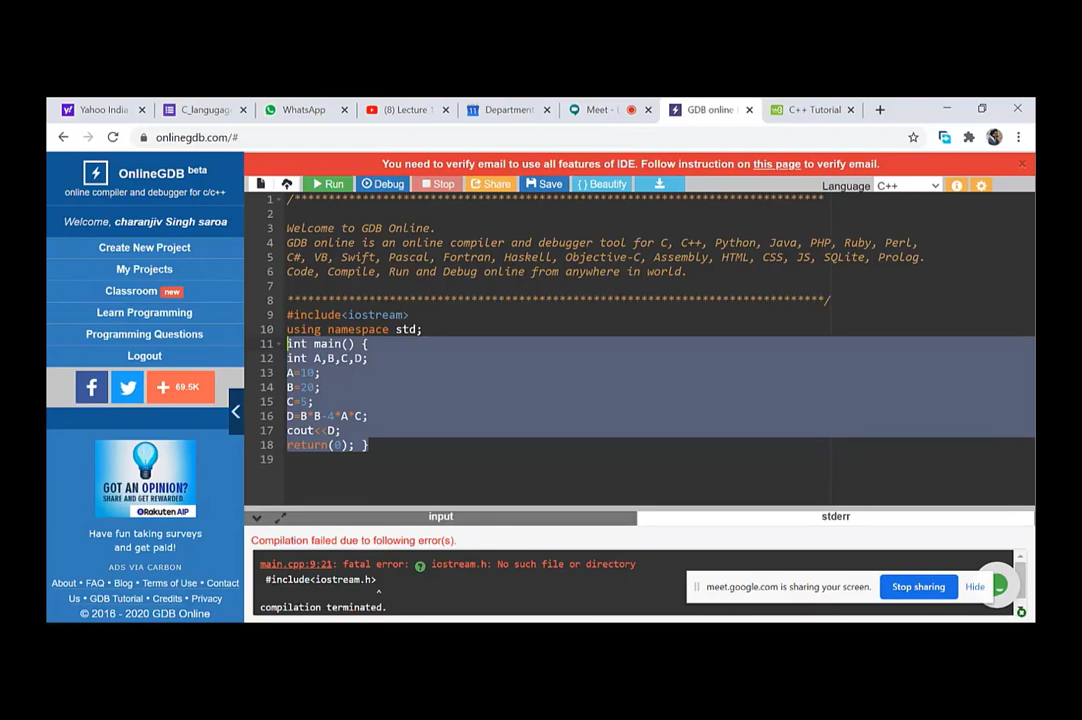 Yahoo India
C_langugag
WhatsApp
(8) Lecture
Department
Meet -
GDB online
C++ Tutorial
onlinegdb.com/#
OnlineGDB beta
online compiler and debugger for c/c++
Welcome, charanjiv Singh saroa
Create New Project
My Projects
Classroom new
Learn Programming
Programming Questions
Logout
69.5K
GOT AN OPINION?
SHARE AND GET REWARDED.
Rakuten AIP
Have fun taking surveys
and get paid!
ADS VIA CARBON
About • FAQ • Blog • Terms of Use • Contact
Us • GDB Tutorial • Credits • Privacy
© 2016 - 2020 GDB Online
You need to verify email to use all features of IDE. Follow instruction on this page to verify email.
Run Debug Stop Share Save { } Beautify Language C++
1 /******************************************************************************
2
3 Welcome to GDB Online.
4 GDB online is an online compiler and debugger tool for C, C++, Python, Java, PHP, Ruby, Perl,
5 C#, VB, Swift, Pascal, Fortran, Haskell, Objective-C, Assembly, HTML, CSS, JS, SQLite, Prolog.
6 Code, Compile, Run and Debug online from anywhere in world.
7
8 *******************************************************************************/
9 #include<iostream>
10 using namespace std;
11 int main() {
12 int A,B,C,D;
13 A=10;
14 B=20;
15 C=5;
16 D=B*B-4*A*C;
17 cout<<D;
18 return(0); }
19
input
stderr
Compilation failed due to following error(s).
main.cpp:9:21: fatal error: iostream.h: No such file or directory
#include<iostream.h>
^
compilation terminated.
meet.google.com is sharing your screen. Stop sharing Hide